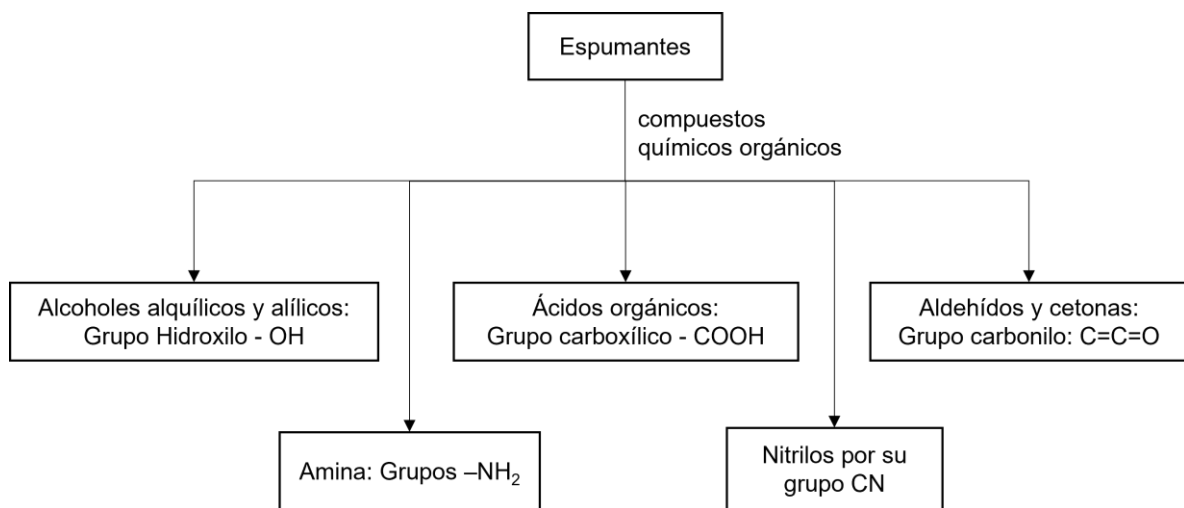 Espumantes
compuestos
químicos orgánicos
Alcoholes alquílicos y alílicos:
Grupo Hidroxilo - OH
Ácidos orgánicos:
Grupo carboxílico - COOH
Aldehídos y cetonas:
Grupo carbonilo: C=C=O
Amina: Grupos –NH₂
Nitrilos por su
grupo CN